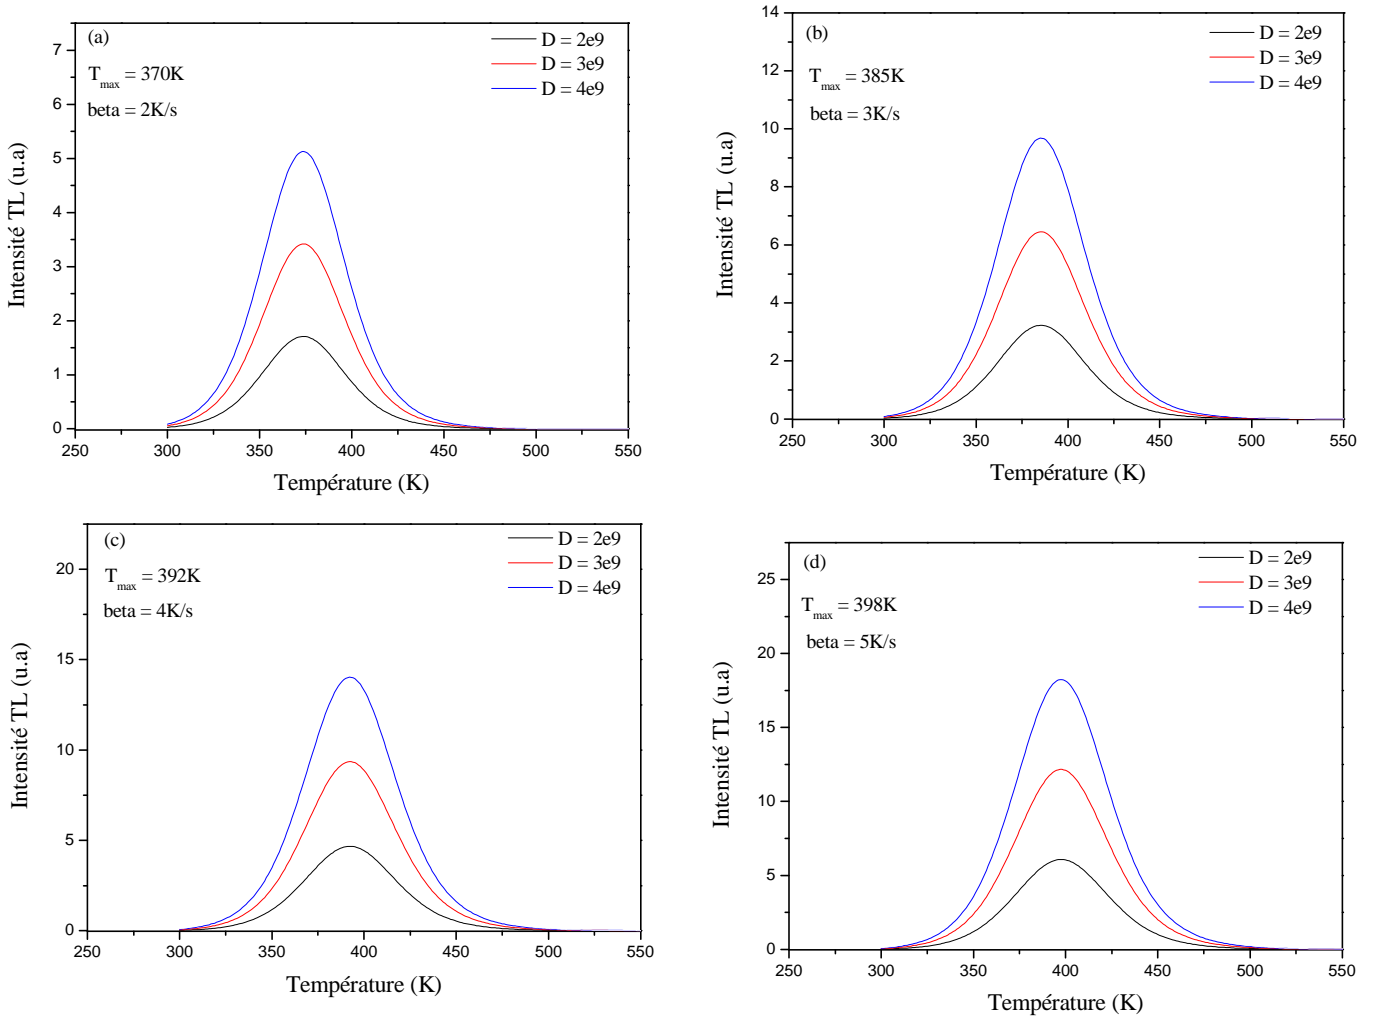 (a)
D = 2e9
D = 3e9
D = 4e9
T_max = 370K
beta = 2K/s
Intensité TL (u.a)
7
6
5
4
3
2
1
0
250 300 350 400 450 500 550
Température (K)
(b)
D = 2e9
D = 3e9
D = 4e9
T_max = 385K
beta = 3K/s
Intensité TL (u.a)
14
12
10
8
6
4
2
0
250 300 350 400 450 500 550
Température (K)
(c)
D = 2e9
D = 3e9
D = 4e9
T_max = 392K
beta = 4K/s
Intensité TL (u.a)
20
15
10
5
0
250 300 350 400 450 500 550
Température (K)
(d)
D = 2e9
D = 3e9
D = 4e9
T_max = 398K
beta = 5K/s
Intensité TL (u.a)
25
20
15
10
5
0
250 300 350 400 450 500 550
Température (K)